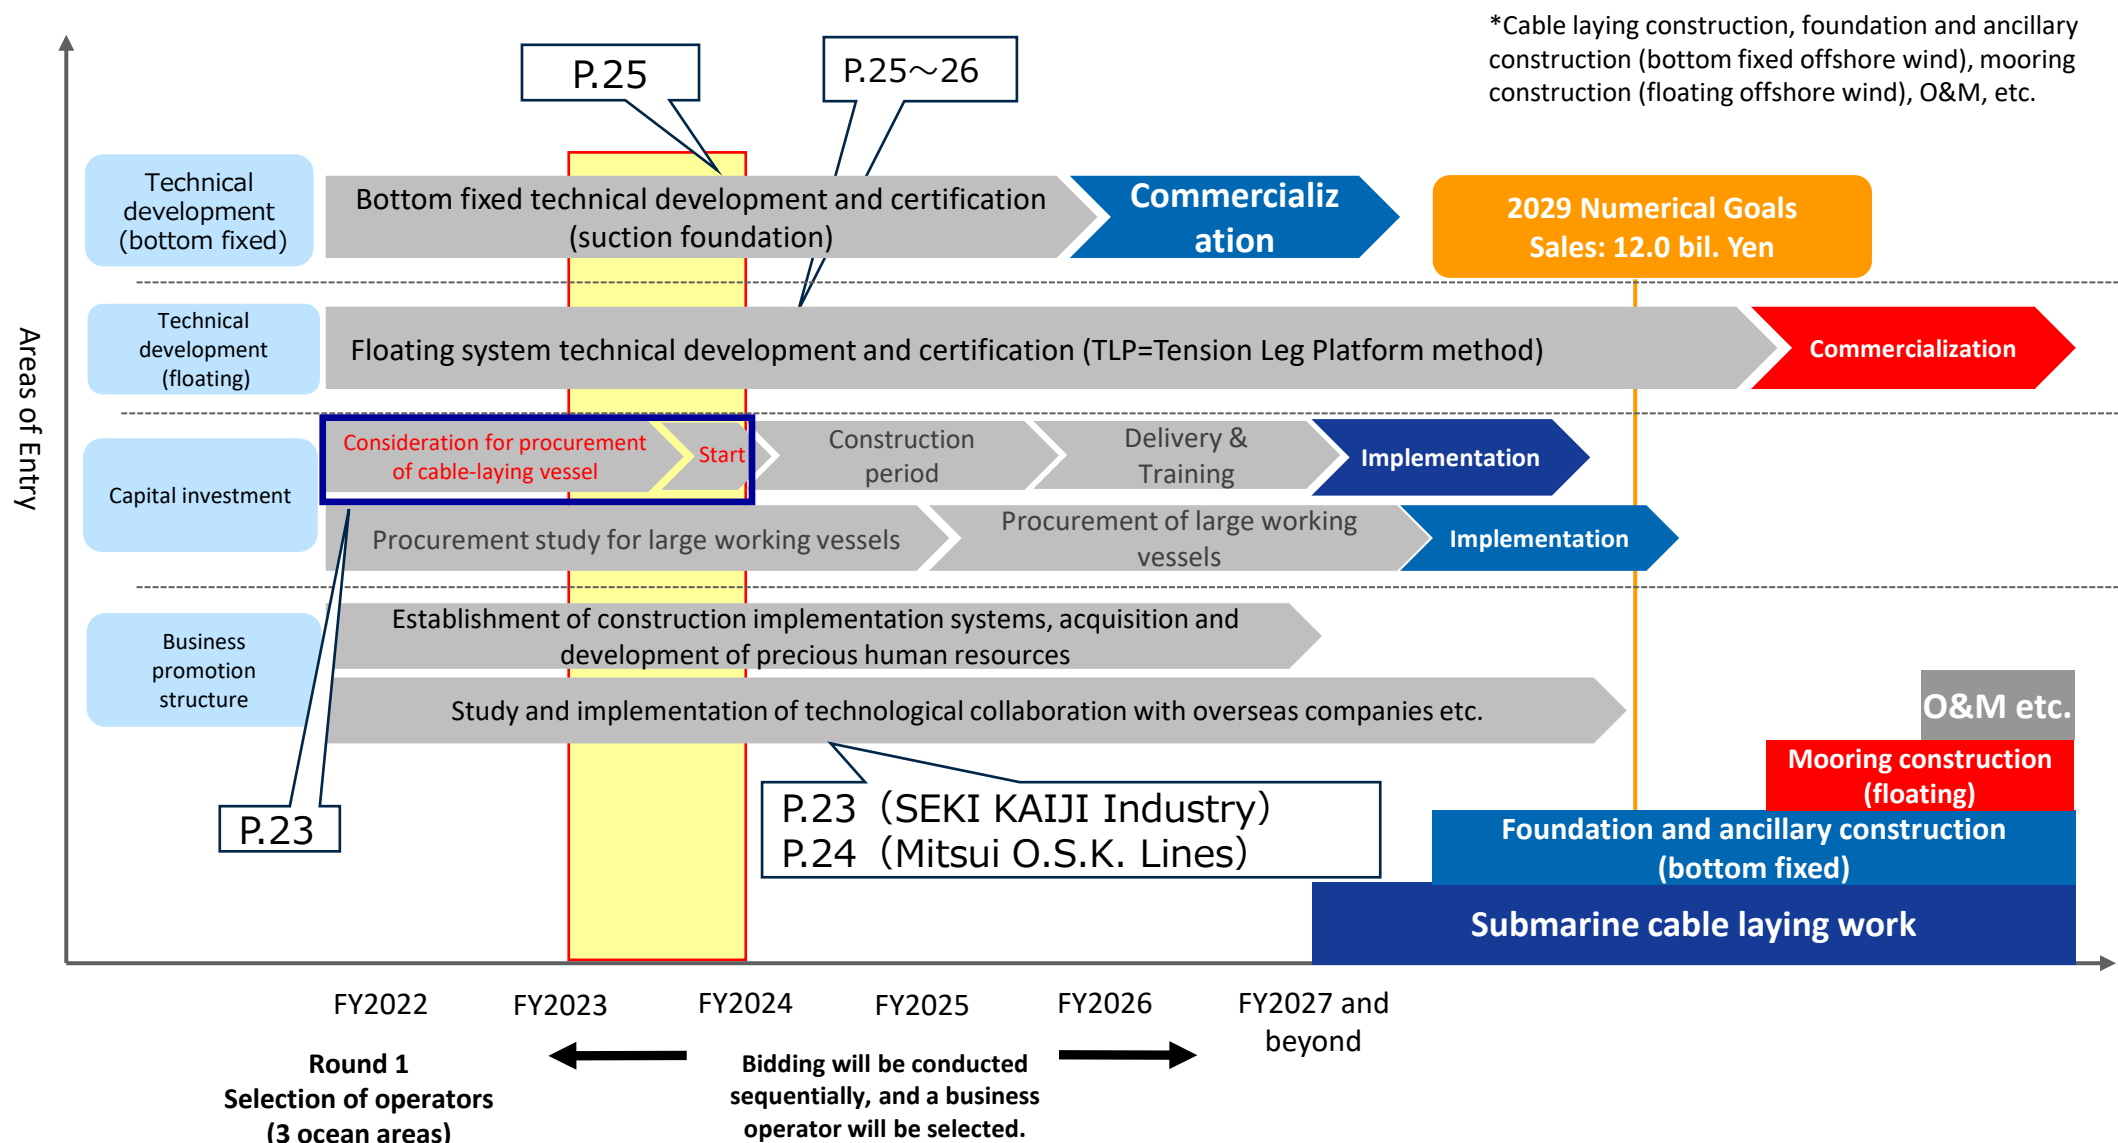 *Cable laying construction, foundation and ancillary
construction (bottom fixed offshore wind), mooring
construction (floating offshore wind), O&M, etc.
P.25
P.25～26
Areas of Entry
Technical
development
(bottom fixed)
Bottom fixed technical development and certification
(suction foundation)
Commercializ
ation
2029 Numerical Goals
Sales: 12.0 bil. Yen
Technical
development
(floating)
Floating system technical development and certification (TLP=Tension Leg Platform method)
Commercialization
Capital investment
Consideration for procurement
of cable-laying vessel
Start
Construction
period
Delivery &
Training
Implementation
Procurement study for large working vessels
Procurement of large working
vessels
Implementation
Business
promotion
structure
Establishment of construction implementation systems, acquisition and
development of precious human resources
Study and implementation of technological collaboration with overseas companies etc.
P.23
P.23（SEKI KAIJI Industry）
P.24（Mitsui O.S.K. Lines）
O&M etc.
Mooring construction
(floating)
Foundation and ancillary construction
(bottom fixed)
Submarine cable laying work
FY2022
FY2023
FY2024
FY2025
FY2026
FY2027 and
beyond
Round 1
Selection of operators
(3 ocean areas)
Bidding will be conducted
sequentially, and a business
operator will be selected.